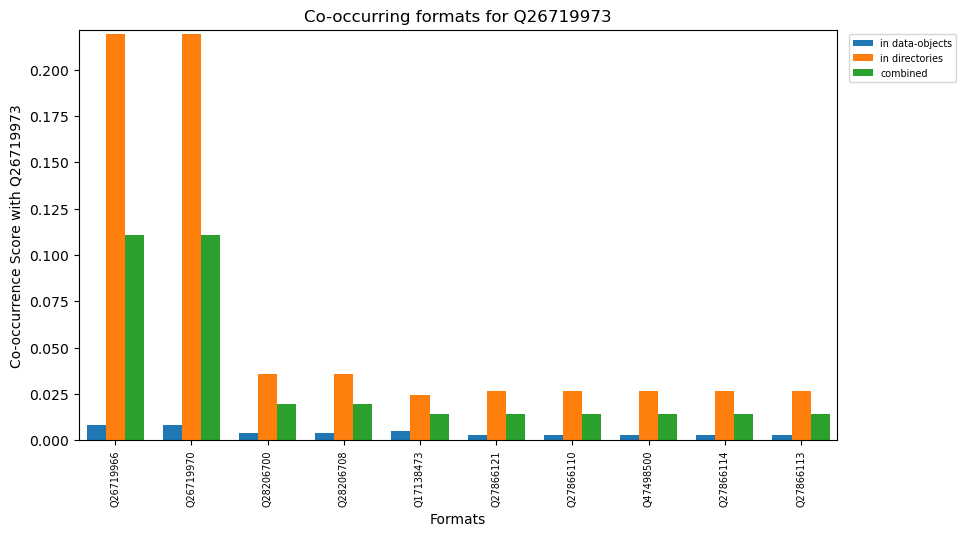 Co-occurring formats for Q26719973
in data-objects
in directories
combined
Co-occurrence Score with Q26719973
0.200
0.175
0.150
0.125
0.100
0.075
0.050
0.025
0.000
Q26719966
Q26719970
Q28206700
Q28206708
Q17138473
Q27866121
Q27866110
Q47498500
Q27866114
Q27866113
Formats